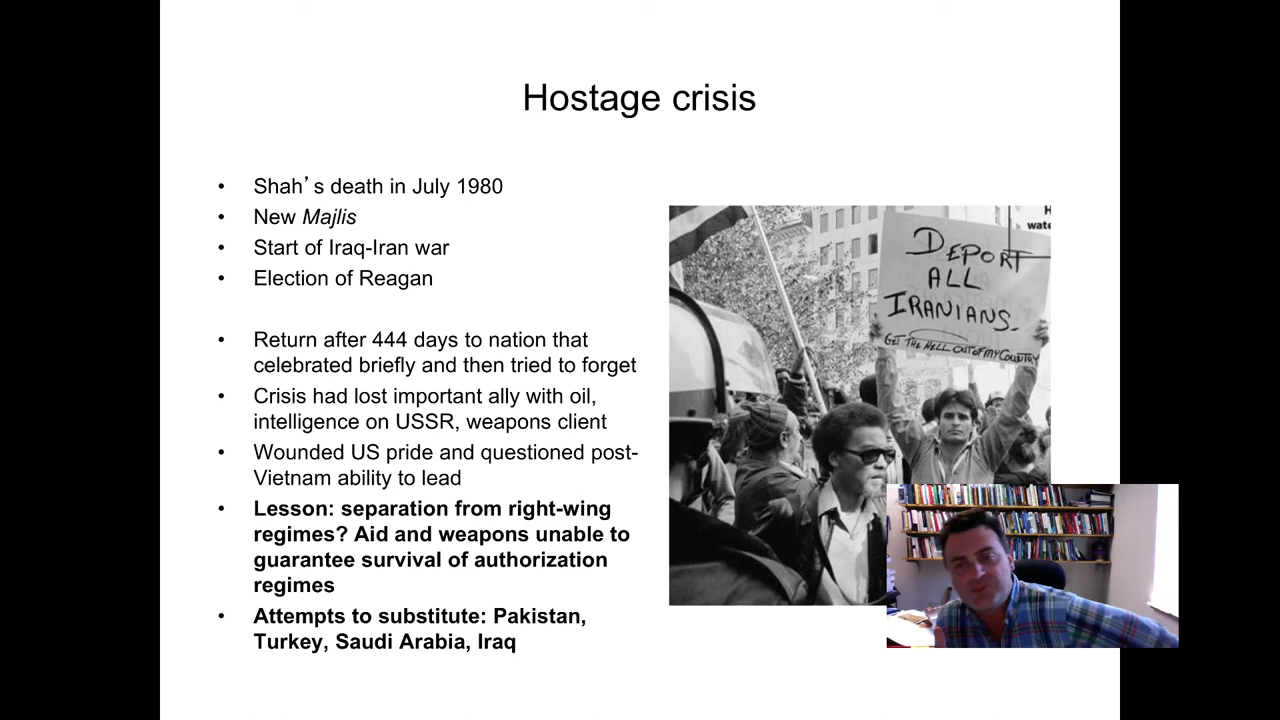 Hostage crisis
• Shah’s death in July 1980
• New Majlis
• Start of Iraq-Iran war
• Election of Reagan
• Return after 444 days to nation that
celebrated briefly and then tried to forget
• Crisis had lost important ally with oil,
intelligence on USSR, weapons client
• Wounded US pride and questioned post-
Vietnam ability to lead
• Lesson: separation from right-wing
regimes? Aid and weapons unable to
guarantee survival of authorization
regimes
• Attempts to substitute: Pakistan,
Turkey, Saudi Arabia, Iraq
DEPORT
ALL
IRANIANS.
GET THE HELL OUT OF MY COUNTRY